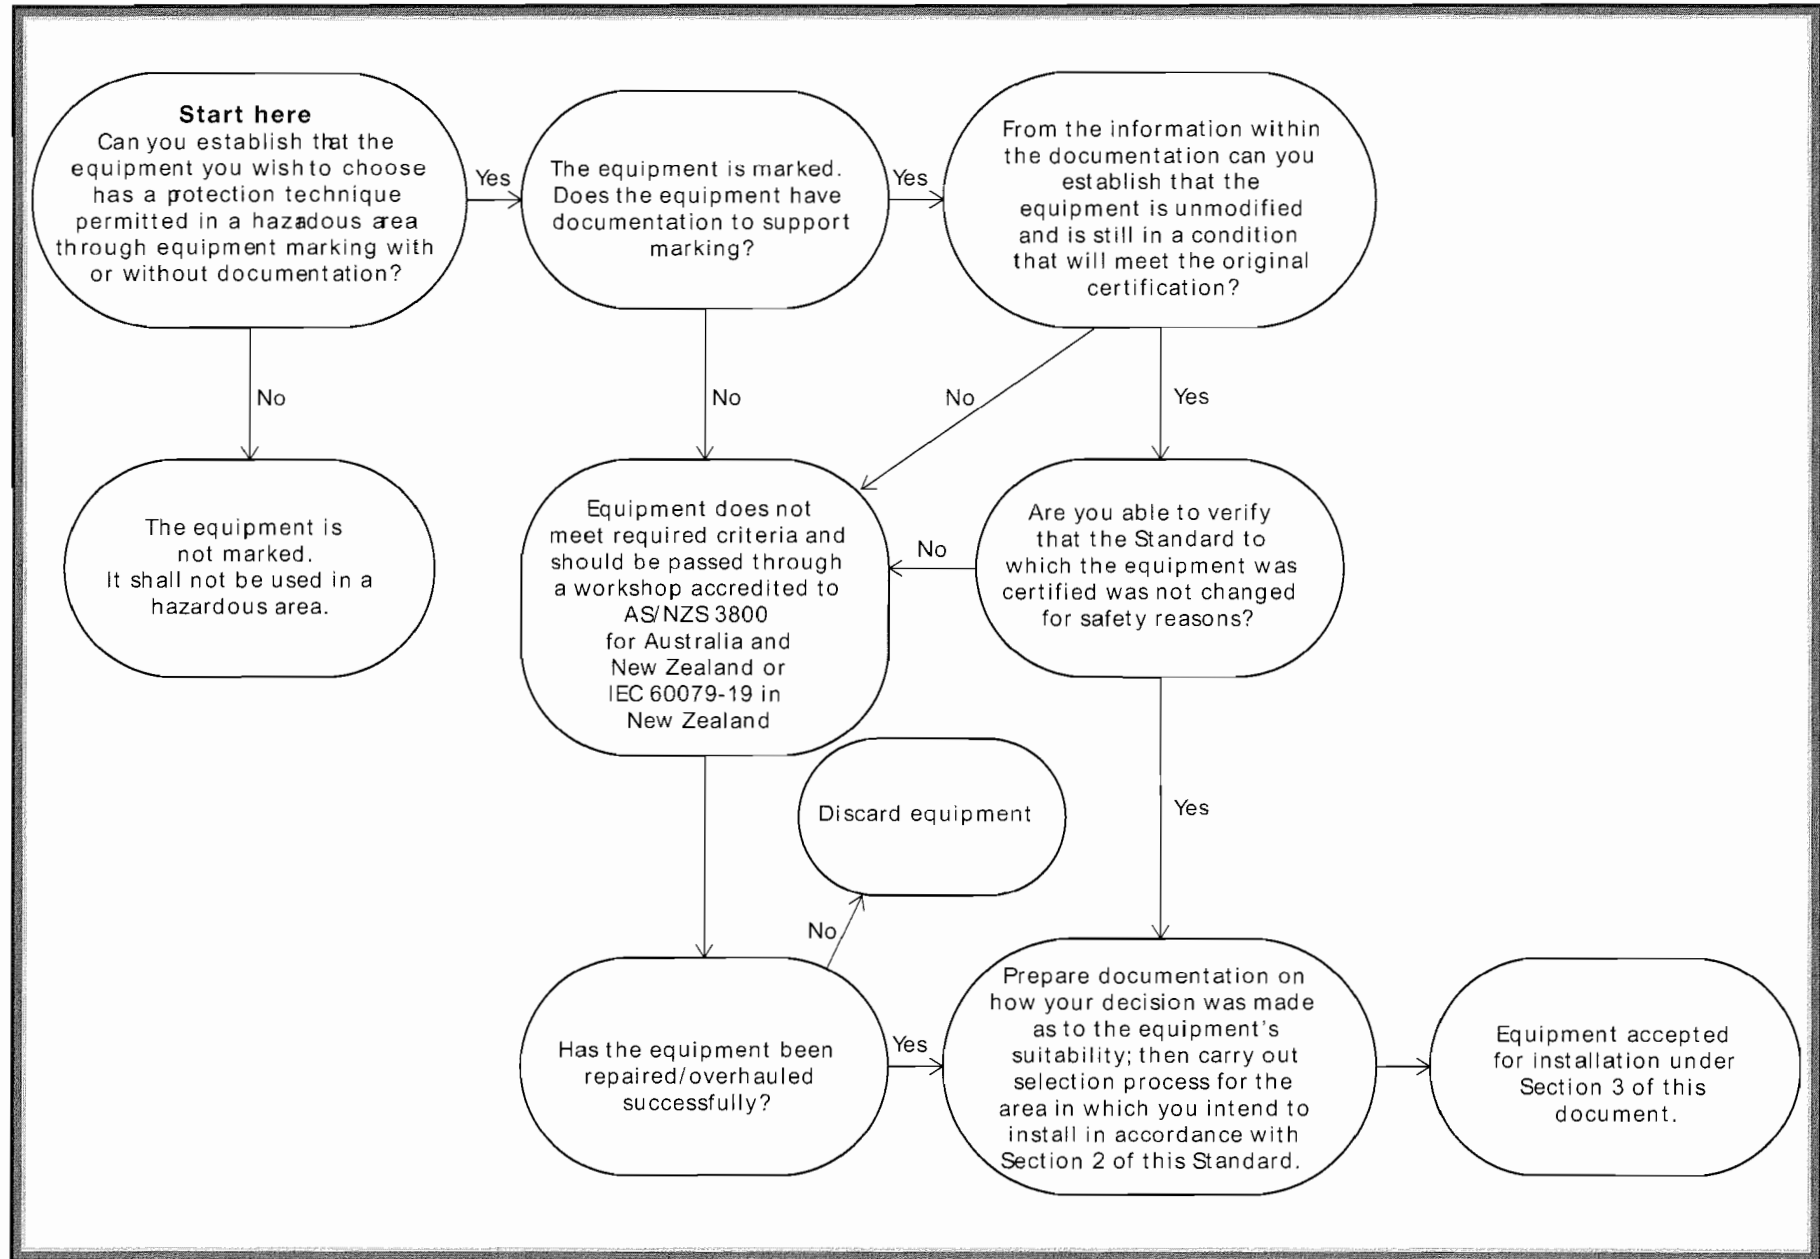 Start here
Can you establish that the
equipment you wish to choose
has a protection technique
permitted in a hazadous area
through equipment marking with
or without documentation?
Yes
The equipment is marked.
Does the equipment have
documentation to support
marking?
Yes
From the information within
the documentation can you
establish that the
equipment is unmodified
and is still in a condition
that will meet the original
certification?
No
No
No
Yes
The equipment is
not marked.
It shall not be used in a
hazardous area.
Equipment does not
meet required criteria and
should be passed through
a workshop accredited to
AS/NZS 3800
for Australia and
New Zealand or
IEC 60079-19 in
New Zealand
No
Are you able to verify
that the Standard to
which the equipment was
certified was not changed
for safety reasons?
Discard equipment
Yes
No
Has the equipment been
repaired/overhauled
successfully?
Yes
Prepare documentation on
how your decision was made
as to the equipment's
suitability; then carry out
selection process for the
area in which you intend to
install in accordance with
Section 2 of this Standard.
Equipment accepted
for installation under
Section 3 of this
document.